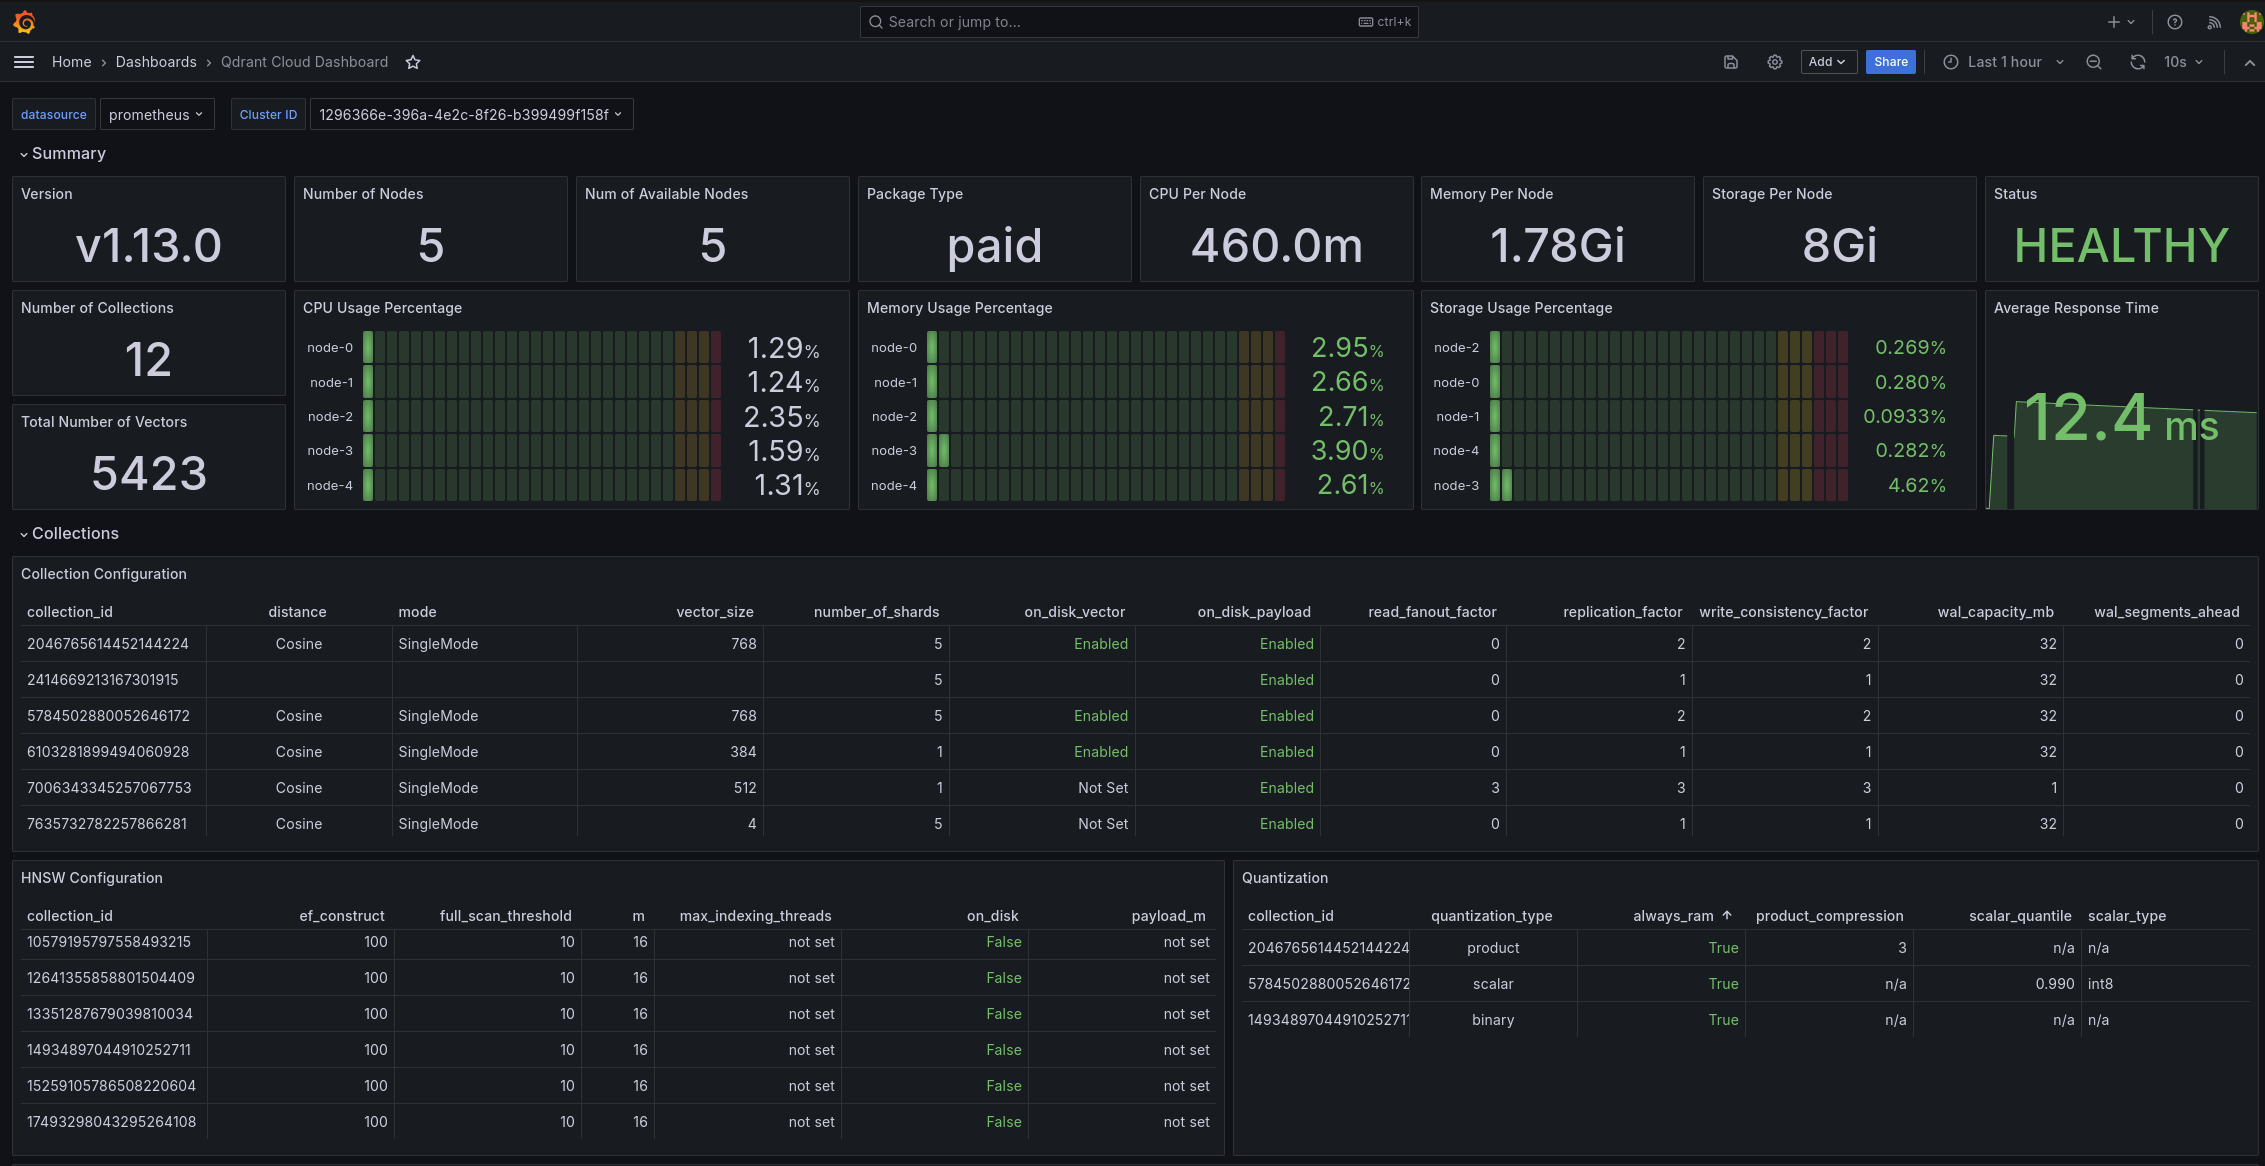 Search or jump to... ctrl+k
Home › Dashboards › Qdrant Cloud Dashboard Add Share Last 1 hour 10s
datasource prometheus Cluster ID 1296366e-396a-4e2c-8f26-b399499f158f
Summary
Version Number of Nodes Num of Available Nodes Package Type CPU Per Node Memory Per Node Storage Per Node Status
v1.13.0 5 5 paid 460.0m 1.78Gi 8Gi HEALTHY
Number of Collections
12
Total Number of Vectors
5423
CPU Usage Percentage
node-0 1.29%
node-1 1.24%
node-2 2.35%
node-3 1.59%
node-4 1.31%
Memory Usage Percentage
node-0 2.95%
node-1 2.66%
node-2 2.71%
node-3 3.90%
node-4 2.61%
Storage Usage Percentage
node-2 0.269%
node-0 0.280%
node-1 0.0933%
node-4 0.282%
node-3 4.62%
Average Response Time
12.4 ms
Collections
Collection Configuration
collection_id distance mode vector_size number_of_shards on_disk_vector on_disk_payload read_fanout_factor replication_factor write_consistency_factor wal_capacity_mb wal_segments_ahead
2046765614452144224 Cosine SingleMode 768 5 Enabled Enabled 0 2 2 32 0
2414669213167301915 5 Enabled 0 1 1 32 0
5784502880052646172 Cosine SingleMode 768 5 Enabled Enabled 0 2 2 32 0
6103281899494060928 Cosine SingleMode 384 1 Enabled Enabled 0 1 1 32 0
7006343345257067753 Cosine SingleMode 512 1 Not Set Enabled 3 3 3 1 0
7635732782257866281 Cosine SingleMode 4 5 Not Set Enabled 0 1 1 32 0
HNSW Configuration
collection_id ef_construct full_scan_threshold m max_indexing_threads on_disk payload_m
10579195797558493215 100 10 16 not set False not set
12641355858801504409 100 10 16 not set False not set
13351287679039810034 100 10 16 not set False not set
14934897044910252711 100 10 16 not set False not set
15259105786508220604 100 10 16 not set False not set
17493298043295264108 100 10 16 not set False not set
Quantization
collection_id quantization_type always_ram product_compression scalar_quantile scalar_type
2046765614452144224 product True 3 n/a n/a
5784502880052646172 scalar True n/a 0.990 int8
14934897044910252711 binary True n/a n/a n/a